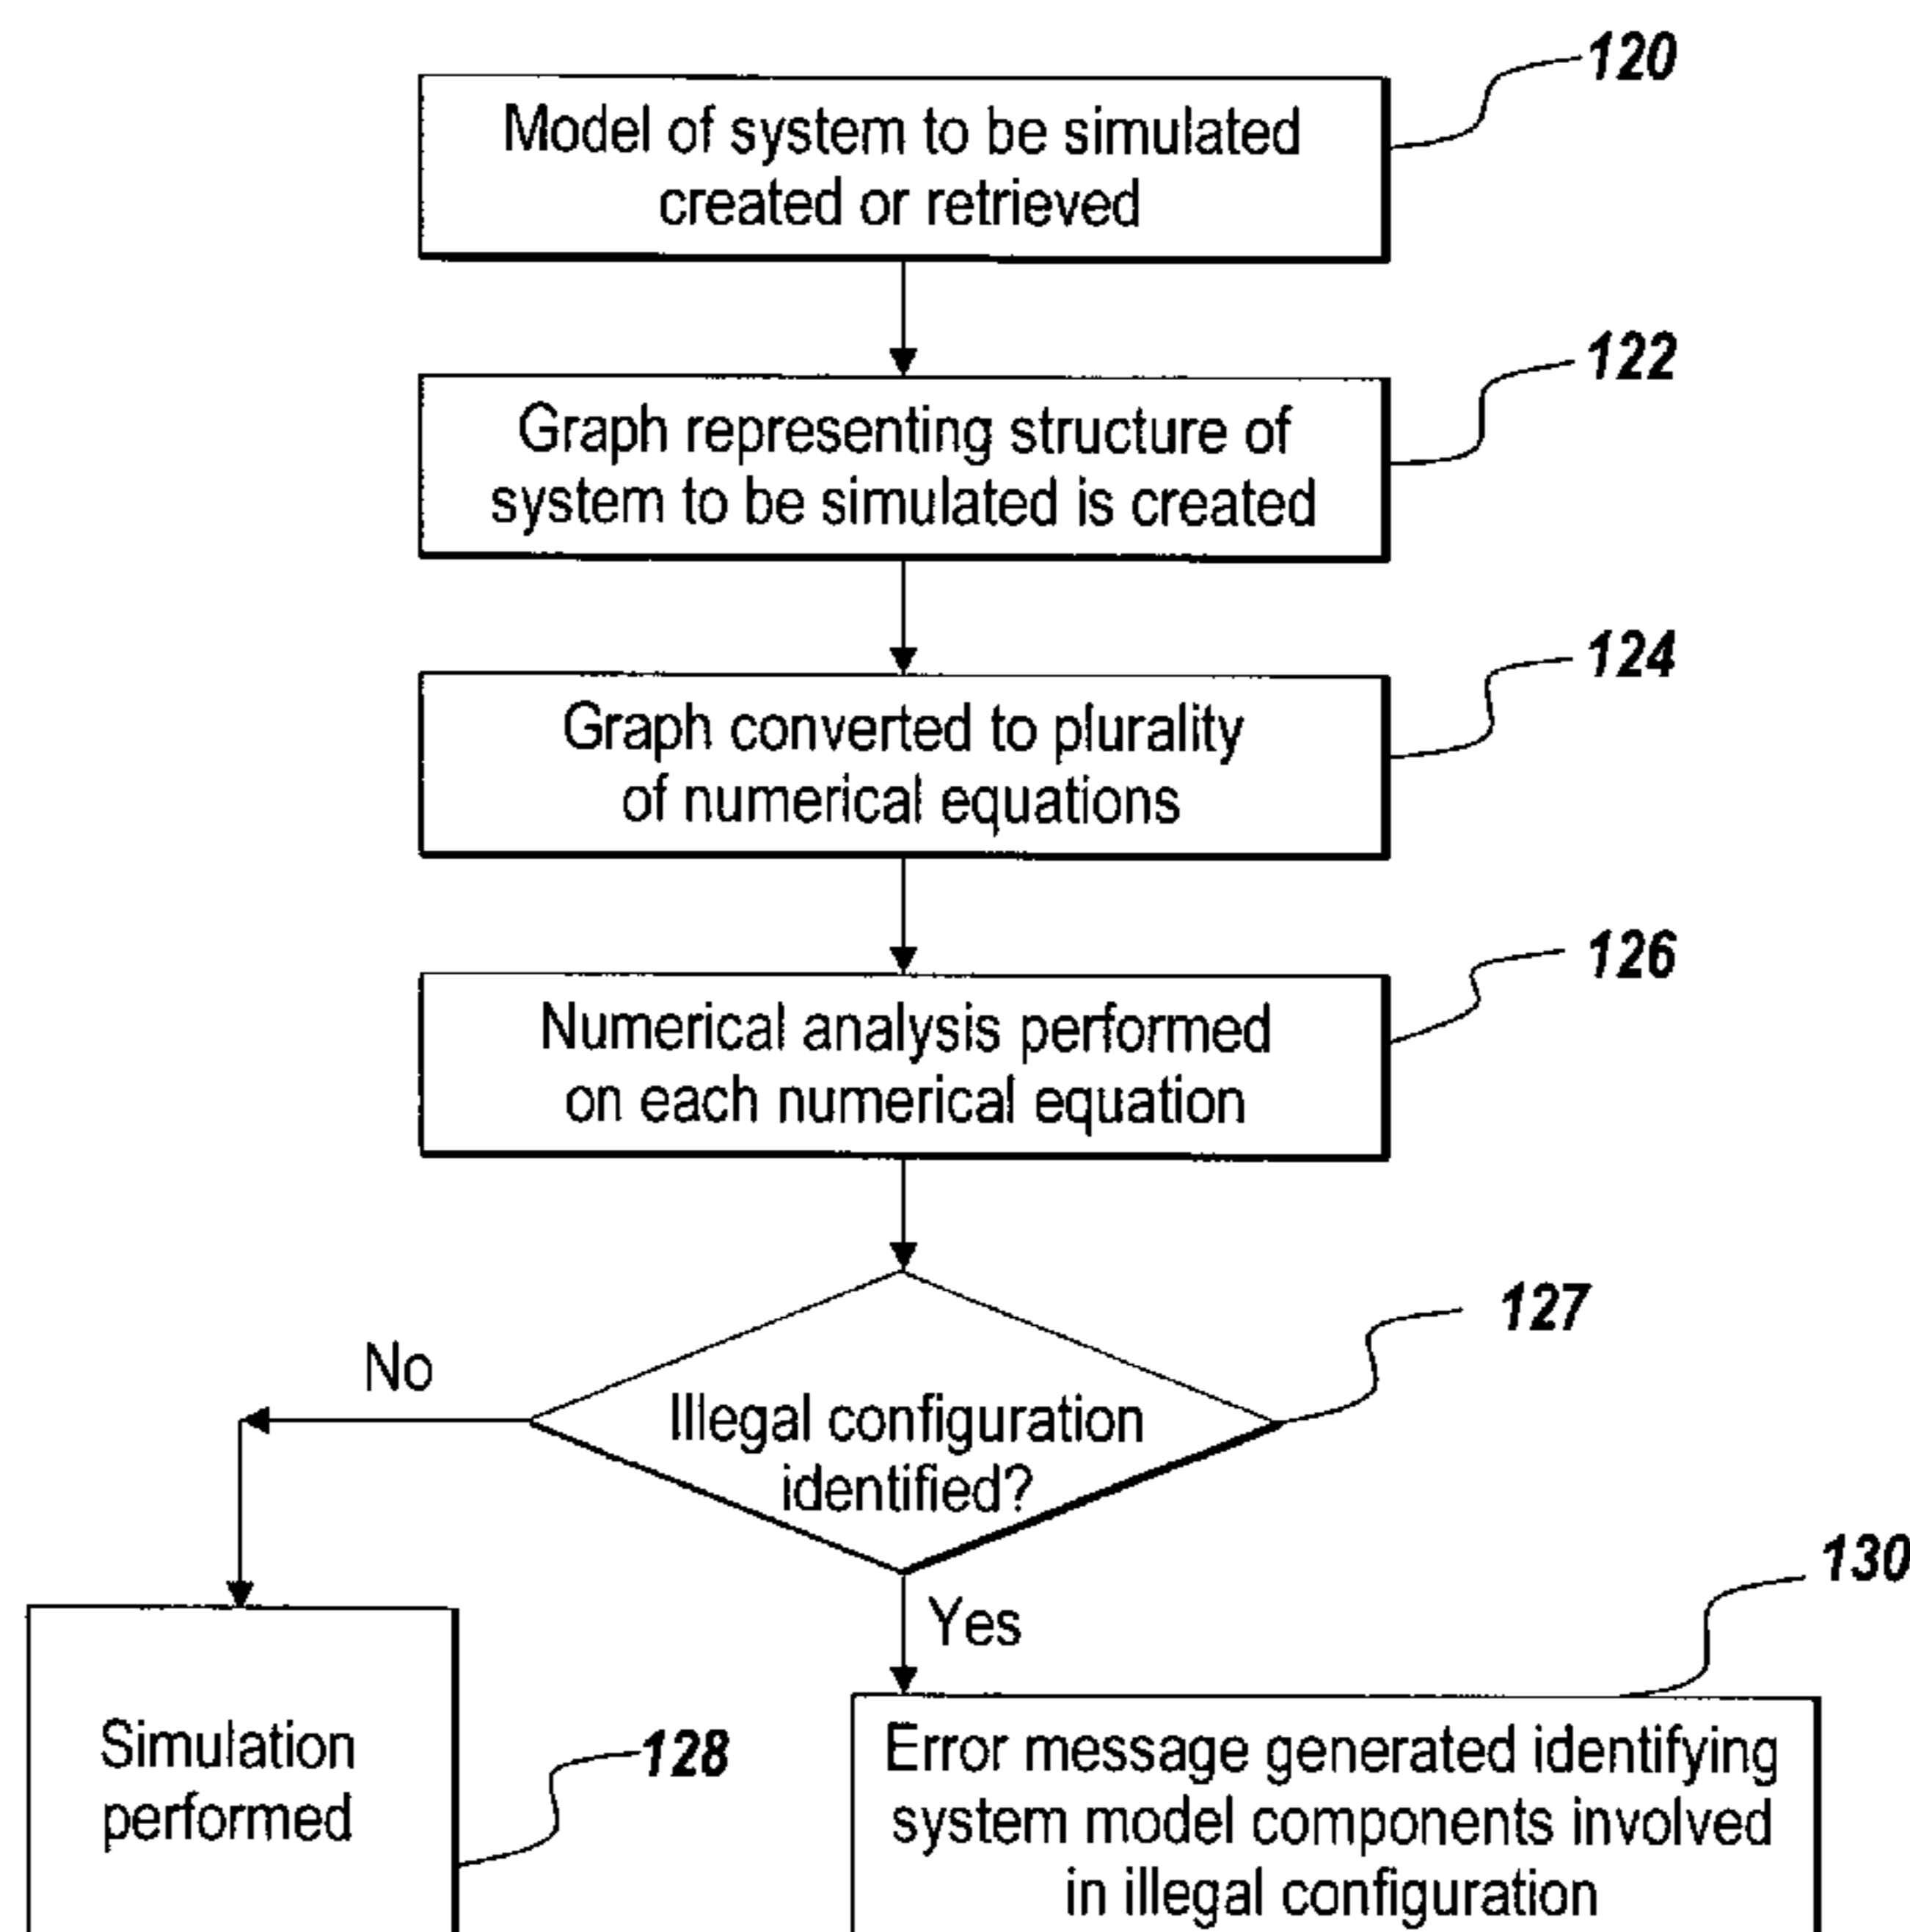 120
Model of system to be simulated
created or retrieved
122
Graph representing structure of
system to be simulated is created
124
Graph converted to plurality
of numerical equations
126
Numerical analysis performed
on each numerical equation
127
No
Illegal configuration
identified?
130
Yes
Simulation
performed
128
Error message generated identifying
system model components involved
in illegal configuration